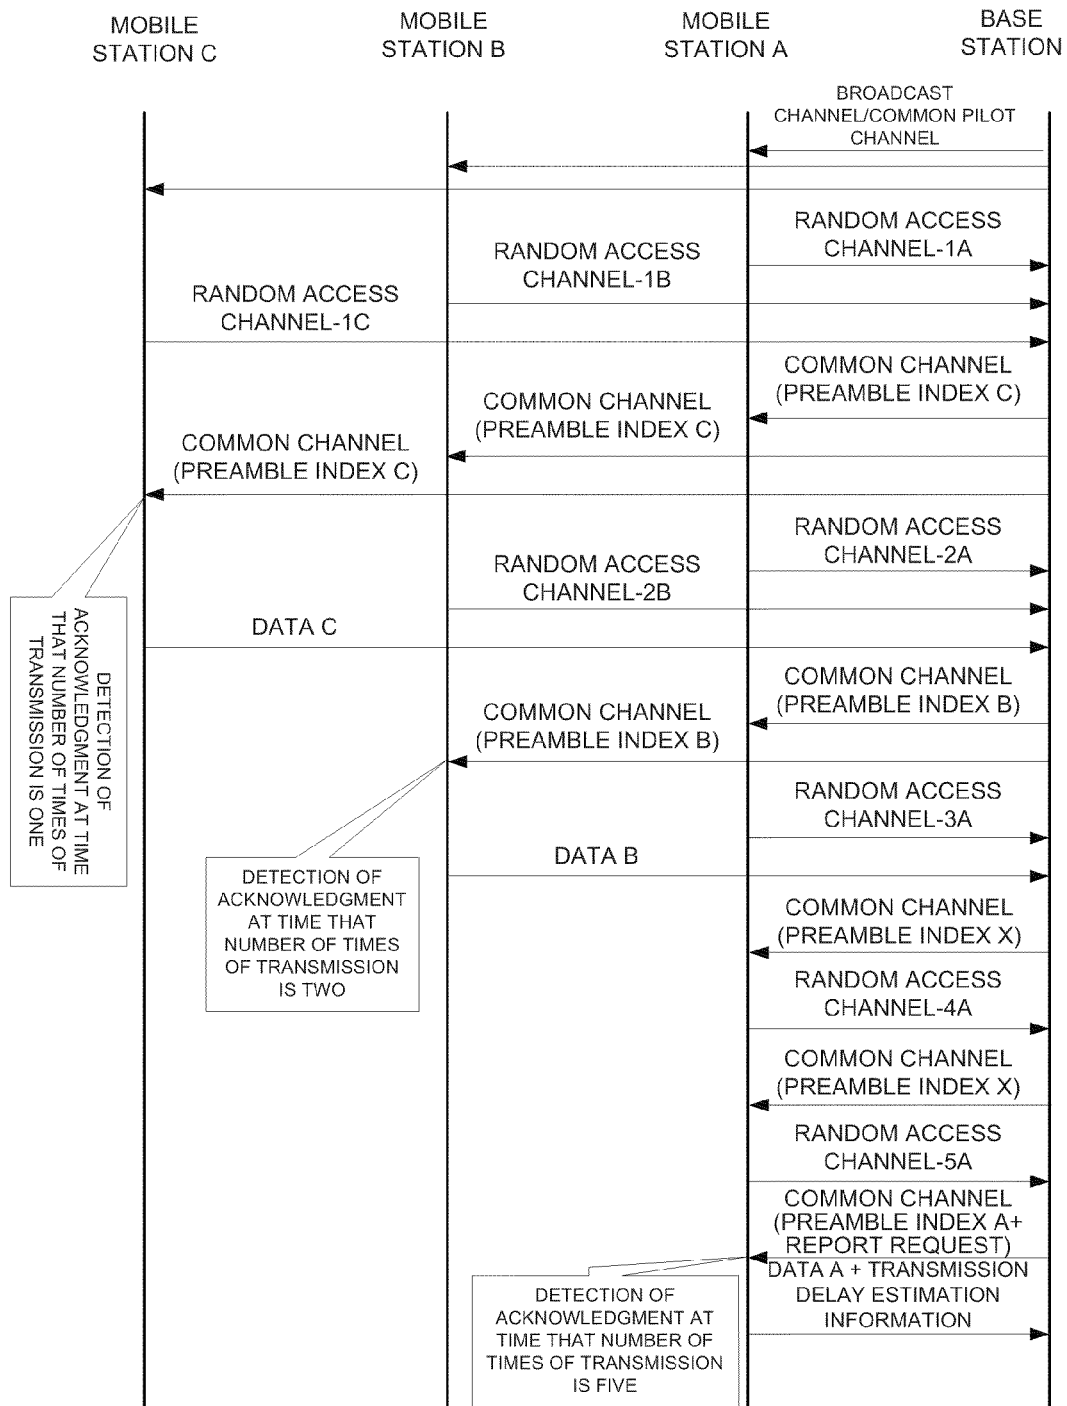 MOBILE
STATION C
MOBILE
STATION B
MOBILE
STATION A
BASE
STATION
BROADCAST
CHANNEL/COMMON PILOT
CHANNEL
RANDOM ACCESS
CHANNEL-1A
RANDOM ACCESS
CHANNEL-1B
RANDOM ACCESS
CHANNEL-1C
COMMON CHANNEL
(PREAMBLE INDEX C)
COMMON CHANNEL
(PREAMBLE INDEX C)
COMMON CHANNEL
(PREAMBLE INDEX C)
RANDOM ACCESS
CHANNEL-2A
RANDOM ACCESS
CHANNEL-2B
DATA C
DETECTION OF
ACKNOWLEDGMENT AT TIME
THAT NUMBER OF TIMES OF
TRANSMISSION IS ONE
COMMON CHANNEL
(PREAMBLE INDEX B)
COMMON CHANNEL
(PREAMBLE INDEX B)
RANDOM ACCESS
CHANNEL-3A
DATA B
DETECTION OF
ACKNOWLEDGMENT
AT TIME THAT
NUMBER OF TIMES
OF TRANSMISSION
IS TWO
COMMON CHANNEL
(PREAMBLE INDEX X)
RANDOM ACCESS
CHANNEL-4A
COMMON CHANNEL
(PREAMBLE INDEX X)
RANDOM ACCESS
CHANNEL-5A
COMMON CHANNEL
(PREAMBLE INDEX A+
REPORT REQUEST)
DATA A + TRANSMISSION
DELAY ESTIMATION
INFORMATION
DETECTION OF
ACKNOWLEDGMENT AT
TIME THAT NUMBER OF
TIMES OF TRANSMISSION
IS FIVE